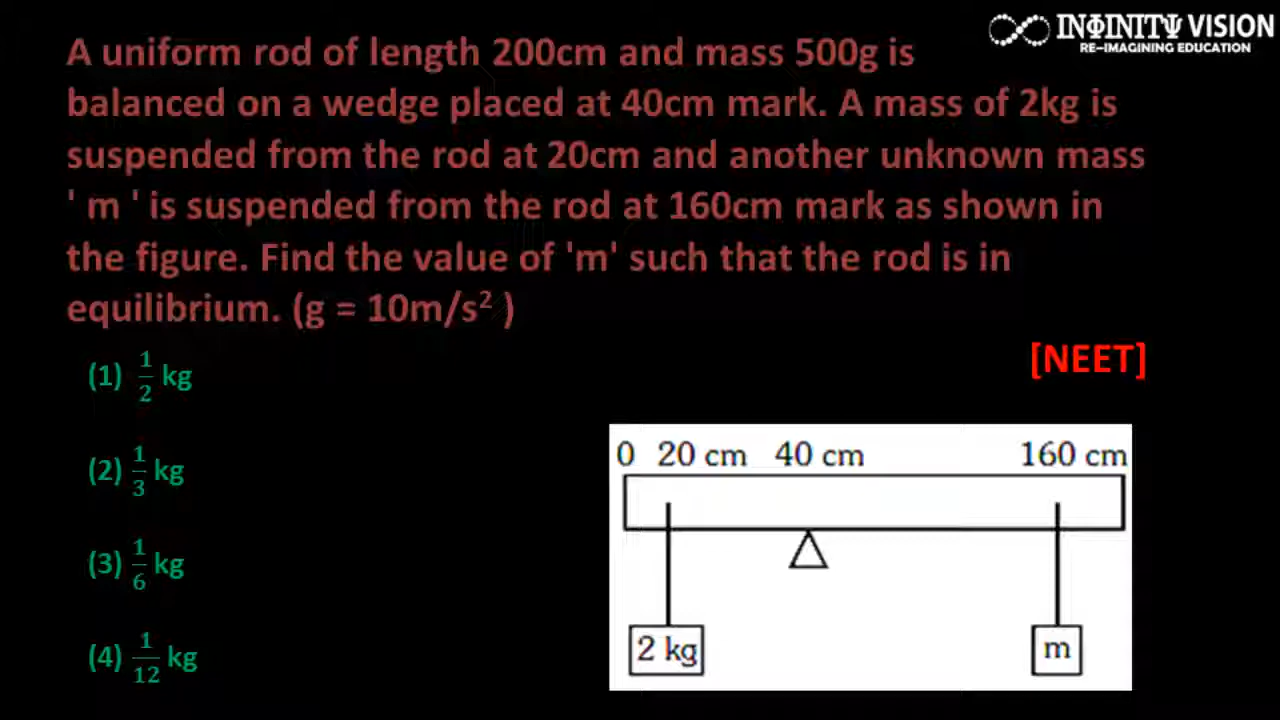 INΦINITΨ VISION
RE-IMAGINING EDUCATION
A uniform rod of length 200cm and mass 500g is
balanced on a wedge placed at 40cm mark. A mass of 2kg is
suspended from the rod at 20cm and another unknown mass
' m ' is suspended from the rod at 160cm mark as shown in
the figure. Find the value of 'm' such that the rod is in
equilibrium. (g = 10m/s² )
[NEET]
(1) 1/2 kg
(2) 1/3 kg
(3) 1/6 kg
(4) 1/12 kg
0 20 cm 40 cm 160 cm
2 kg m